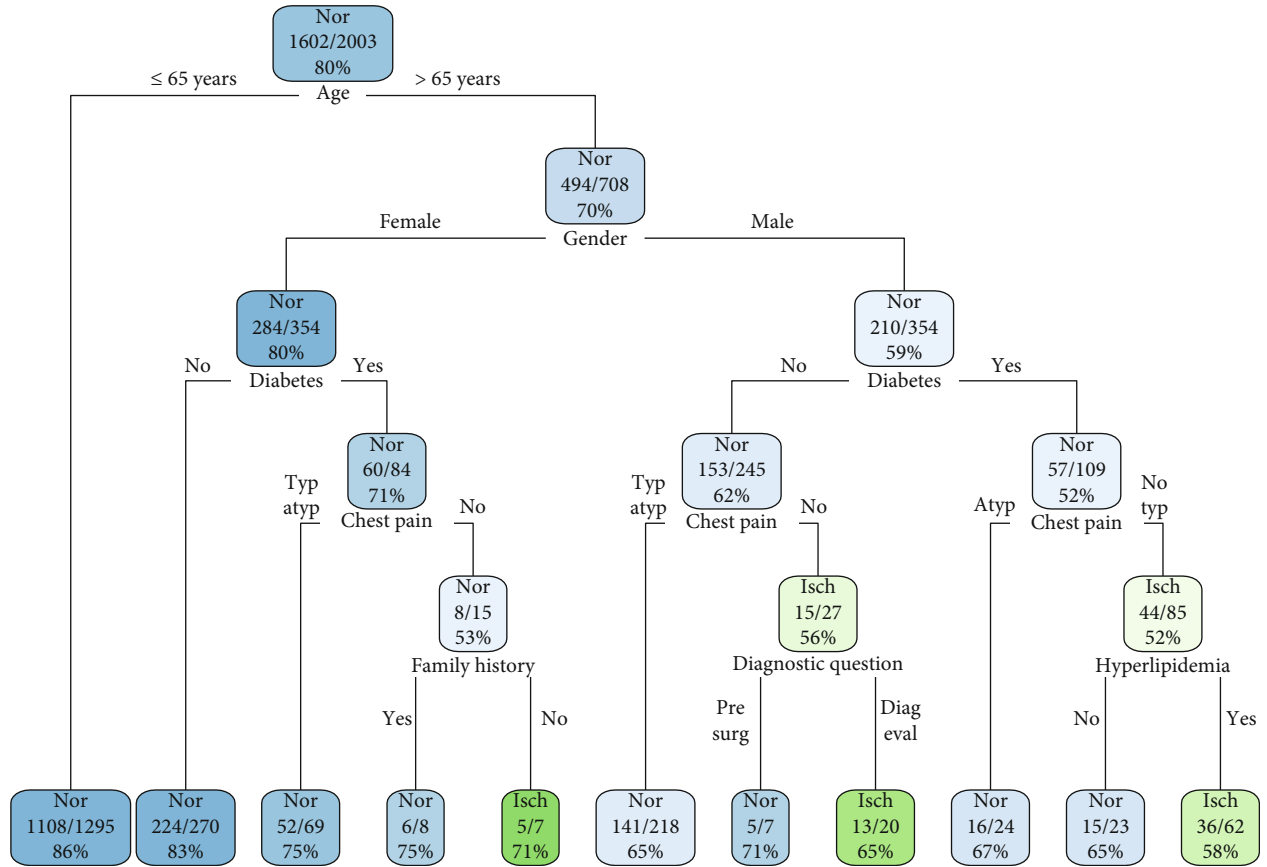 Nor
1602/2003
80%
≤ 65 years
> 65 years
Age
Nor
494/708
70%
Female
Male
Gender
Nor
284/354
80%
Nor
210/354
59%
No
Yes
Diabetes
No
Yes
Diabetes
Nor
60/84
71%
Nor
153/245
62%
Nor
57/109
52%
Typ
atyp
No
Chest pain
Typ
atyp
No
Chest pain
Atyp
No
typ
Chest pain
Nor
8/15
53%
Isch
15/27
56%
Isch
44/85
52%
Family history
Diagnostic question
Hyperlipidemia
Yes
No
Pre
surg
Diag
eval
No
Yes
Nor
1108/1295
86%
Nor
224/270
83%
Nor
52/69
75%
Nor
6/8
75%
Isch
5/7
71%
Nor
141/218
65%
Nor
5/7
71%
Isch
13/20
65%
Nor
16/24
67%
Nor
15/23
65%
Isch
36/62
58%